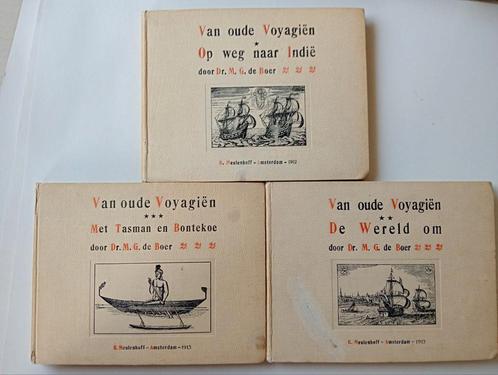 Van oude Voyagiën
*
Op weg naar Indië
door Dr. M. G. de Boer
H. Meulenhoff – Amsterdam – 1912
Van oude Voyagiën
***
Met Tasman en Bontekoe
door Dr. M. G. de Boer
H. Meulenhoff – Amsterdam – 1913
Van oude Voyagiën
**
De Wereld om
door Dr. M. G. de Boer
H. Meulenhoff – Amsterdam – 1913